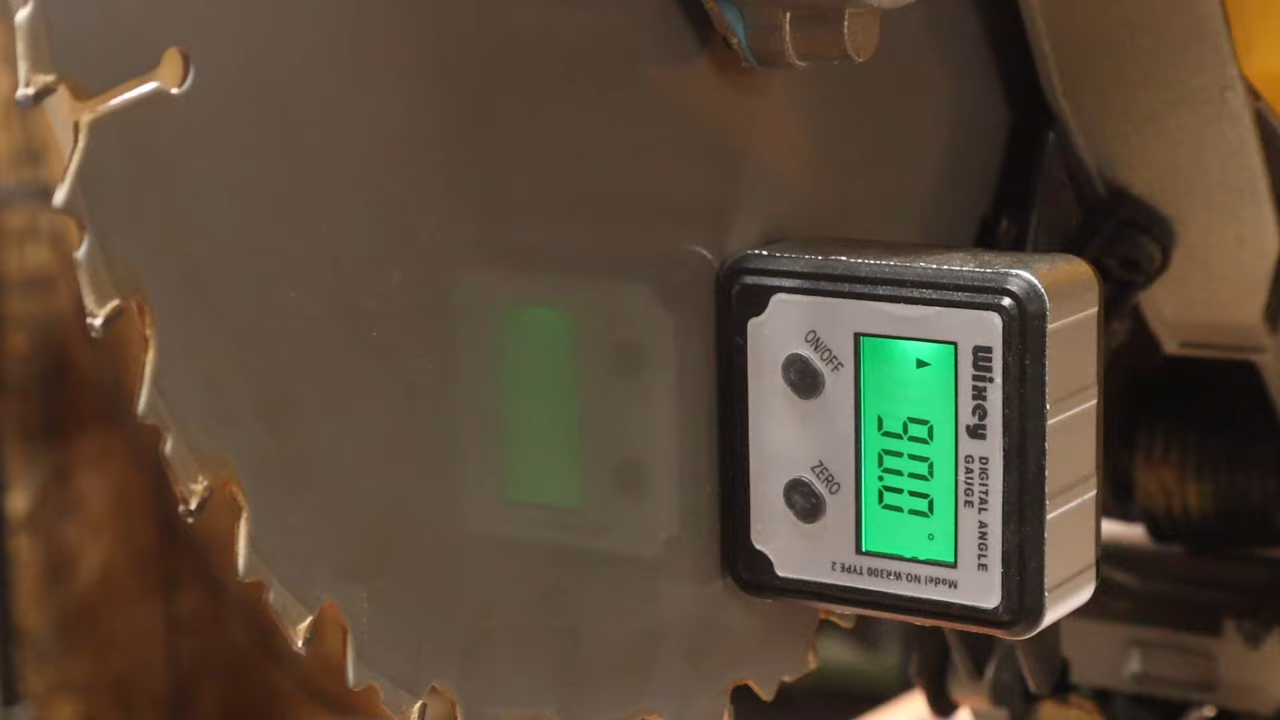 Wixey
DIGITAL ANGLE
GAUGE
90.0°
ON/OFF
ZERO
Model NO.WR300 TYPE 2